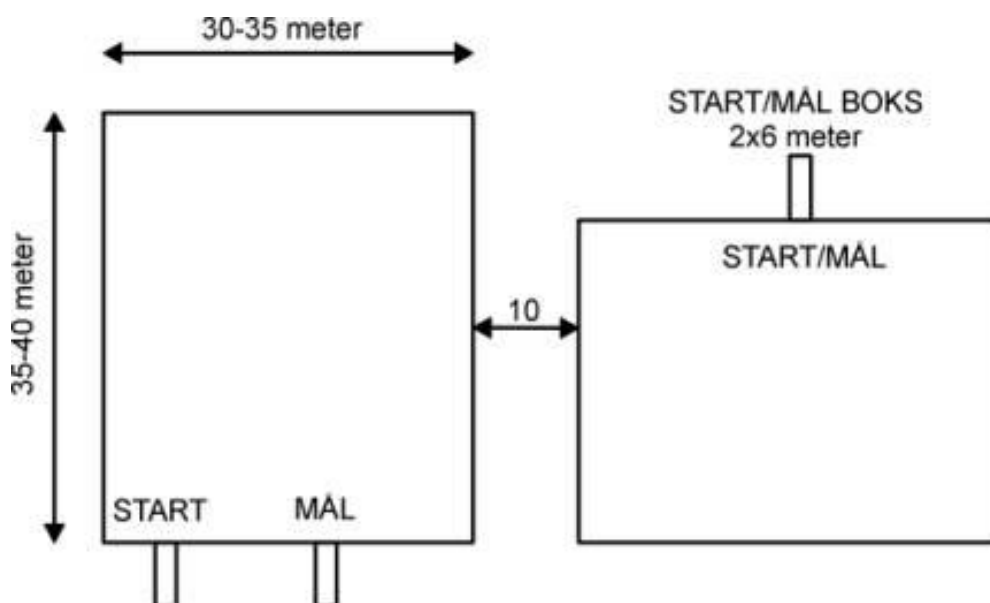 30-35 meter
START/MÅL BOKS
2x6 meter
35-40 meter
START/MÅL
10
START
MÅL